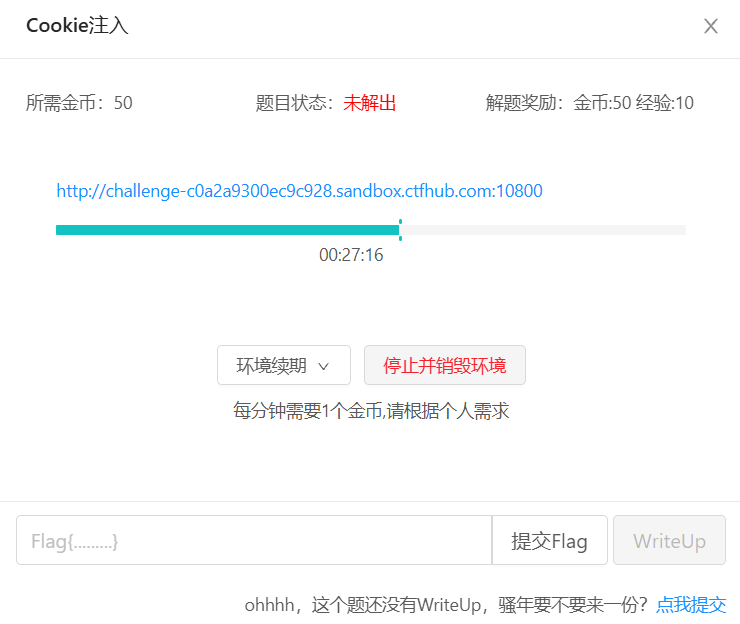 Cookie注入
所需金币：50 题目状态：未解出 解题奖励：金币:50 经验:10
http://challenge-c0a2a9300ec9c928.sandbox.ctfhub.com:10800
00:27:16
环境续期 停止并销毁环境
每分钟需要1个金币,请根据个人需求
Flag{.........} 提交Flag WriteUp
ohhhh，这个题还没有WriteUp，骚年要不要来一份？点我提交